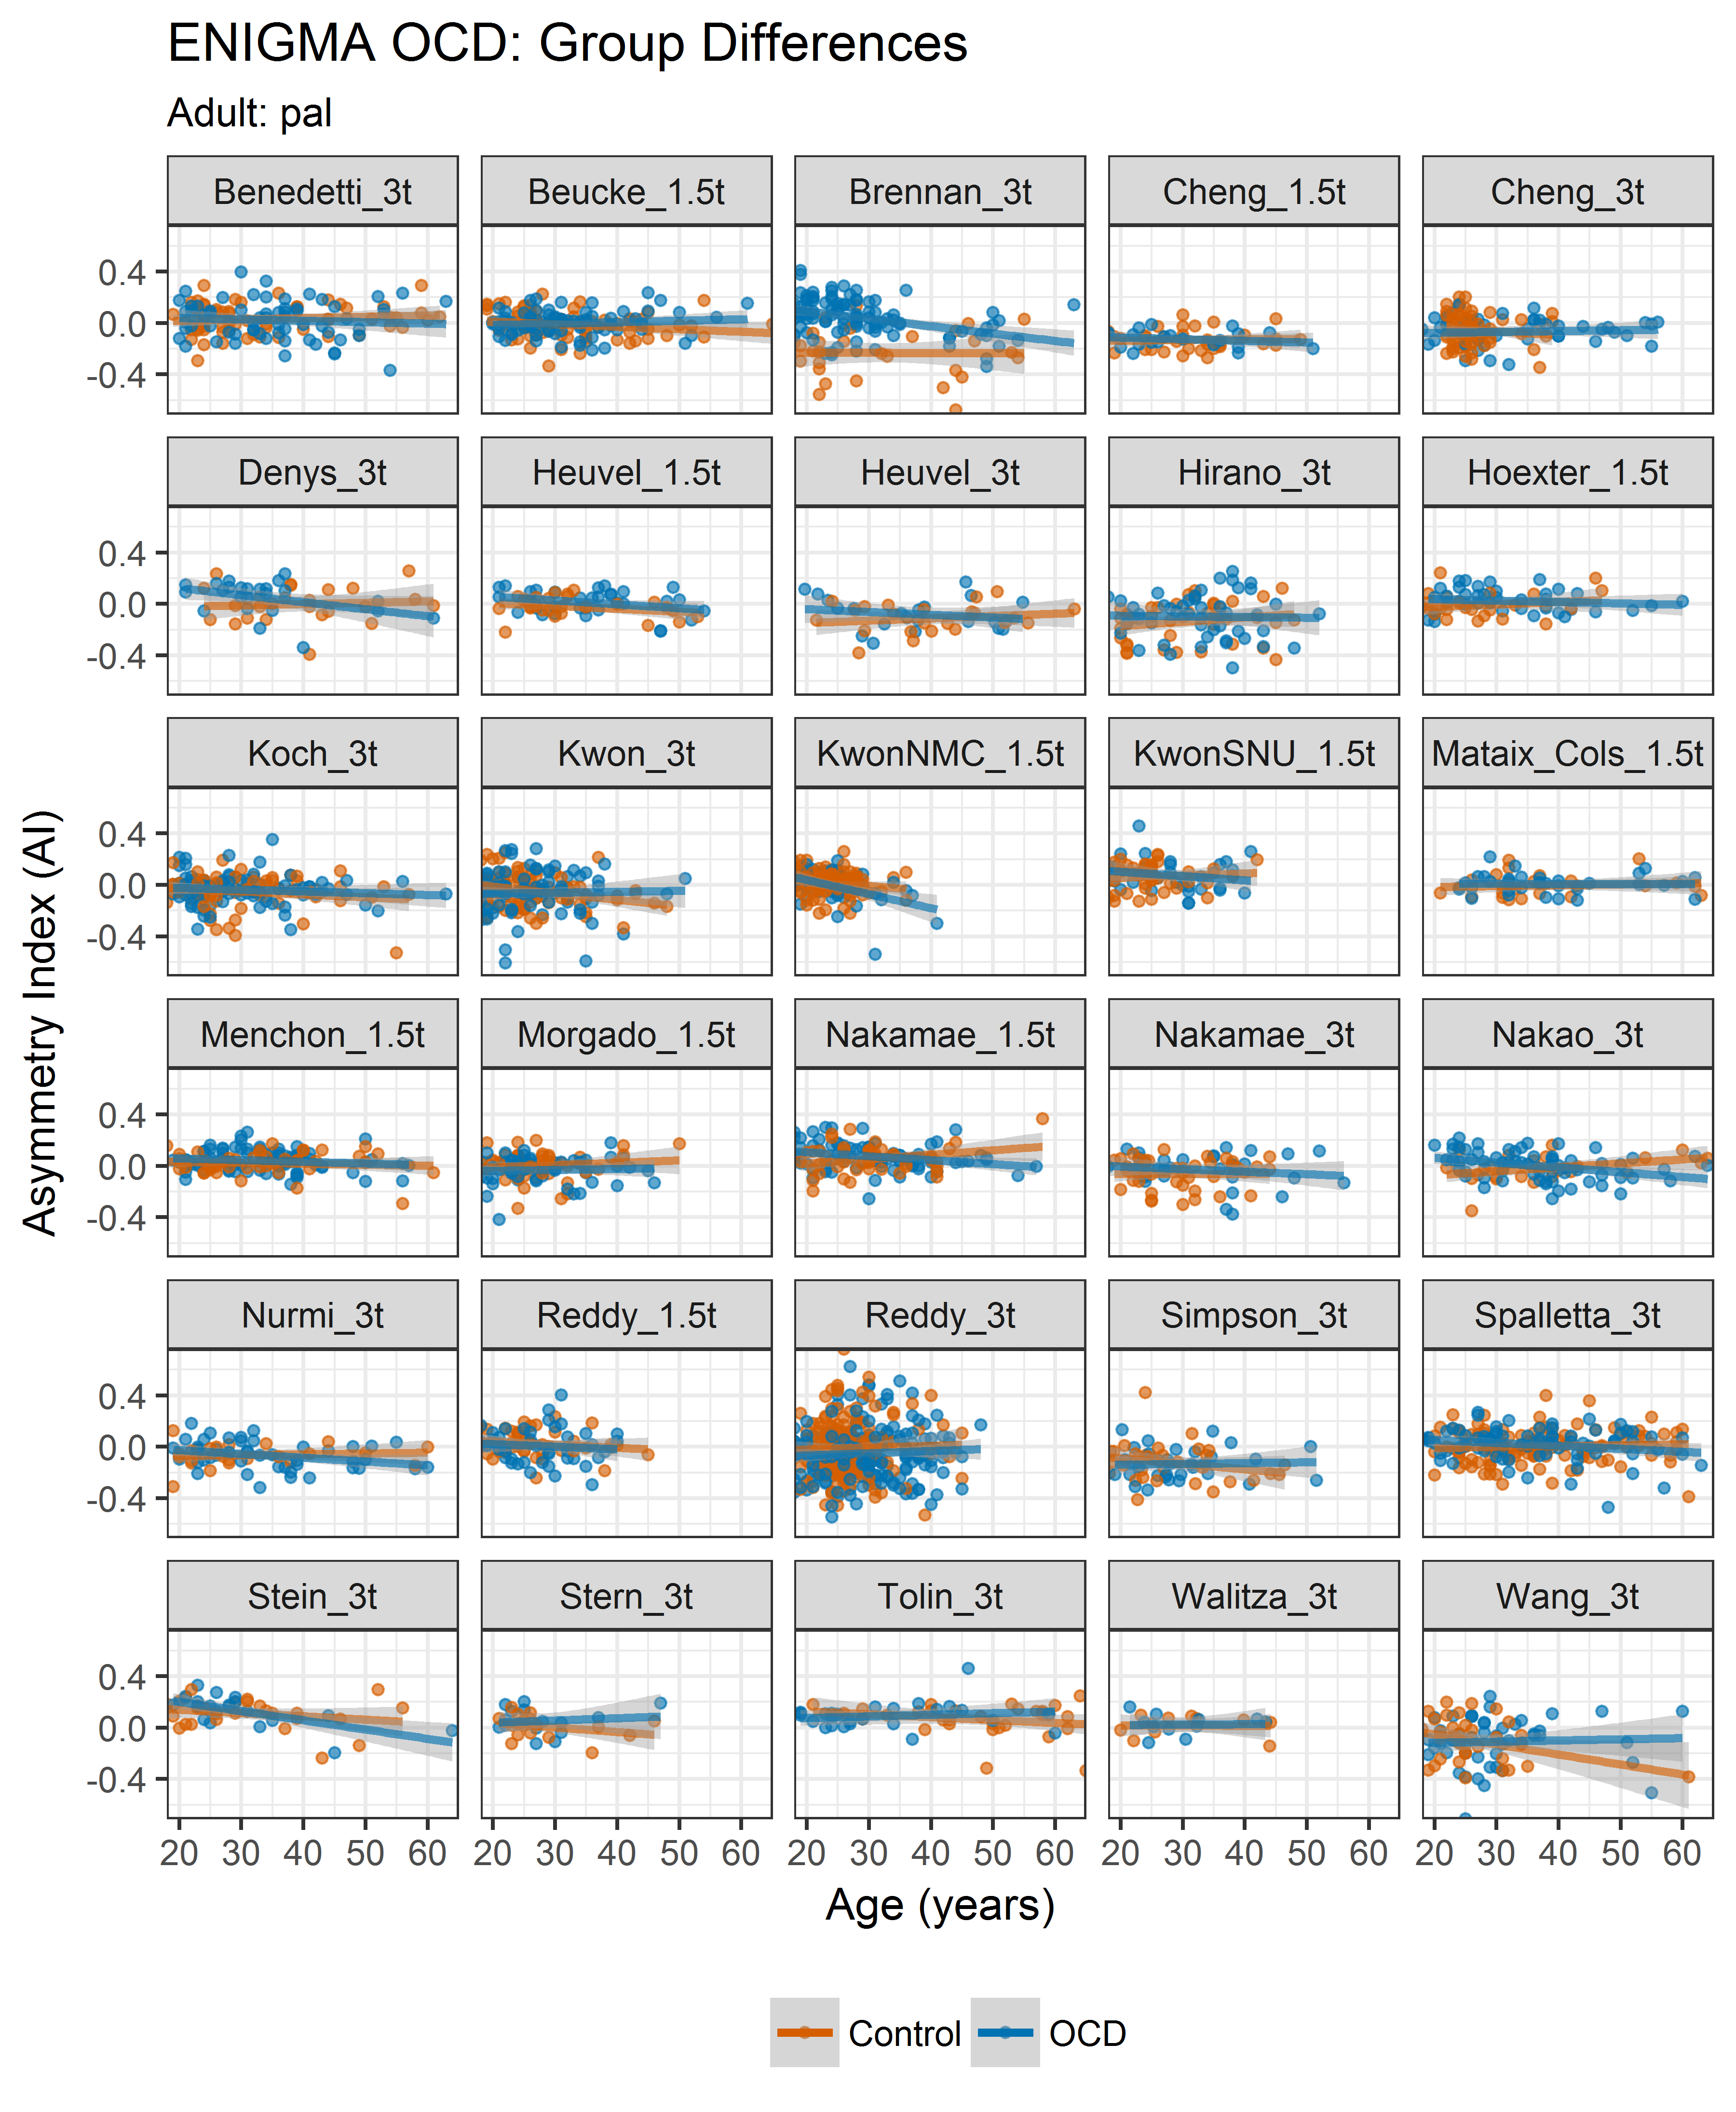 ENIGMA OCD: Group Differences
Adult: pal
Benedetti_3t Beucke_1.5t Brennan_3t Cheng_1.5t Cheng_3t
0.4
0.0
-0.4
Denys_3t Heuvel_1.5t Heuvel_3t Hirano_3t Hoexter_1.5t
0.4
0.0
-0.4
Koch_3t Kwon_3t KwonNMC_1.5t KwonSNU_1.5t Mataix_Cols_1.5t
0.4
0.0
-0.4
Menchon_1.5t Morgado_1.5t Nakamae_1.5t Nakamae_3t Nakao_3t
0.4
0.0
-0.4
Nurmi_3t Reddy_1.5t Reddy_3t Simpson_3t Spalletta_3t
0.4
0.0
-0.4
Stein_3t Stern_3t Tolin_3t Walitza_3t Wang_3t
0.4
0.0
-0.4
20 30 40 50 60 20 30 40 50 60 20 30 40 50 60 20 30 40 50 60 20 30 40 50 60
Asymmetry Index (AI)
Age (years)
Control OCD